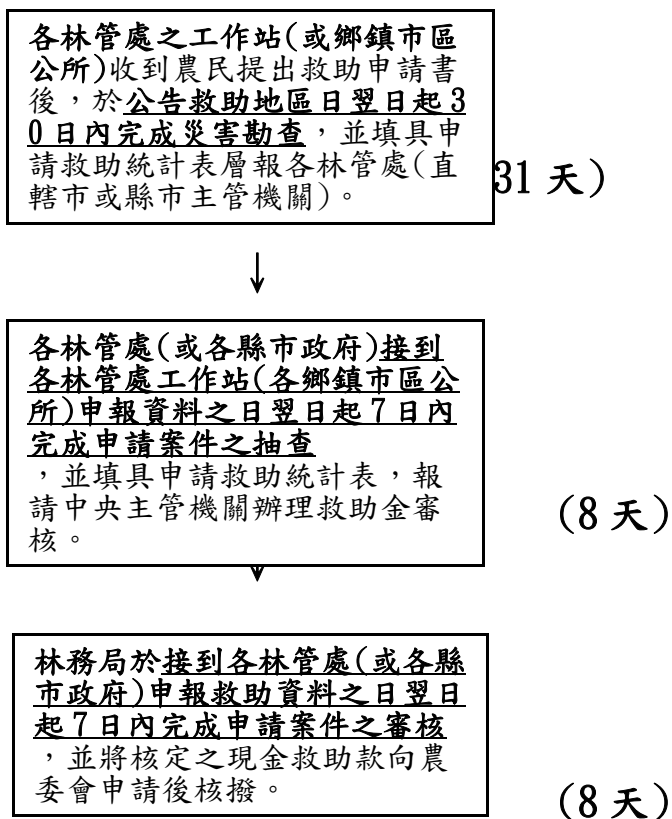 各林管處之工作站(或鄉鎮市區
公所)收到農民提出救助申請書
後，於公告救助地區日翌日起3
0日內完成災害勘查，並填具申
請救助統計表層報各林管處(直
轄市或縣市主管機關)。
31天)
各林管處(或各縣市政府)接到
各林管處工作站(各鄉鎮市區公
所)申報資料之日翌日起7日內
完成申請案件之抽查
，並填具申請救助統計表，報
請中央主管機關辦理救助金審
核。
(8天)
林務局於接到各林管處(或各縣
市政府)申報救助資料之日翌日
起7日內完成申請案件之審核
，並將核定之現金救助款向農
委會申請後核撥。
(8天)